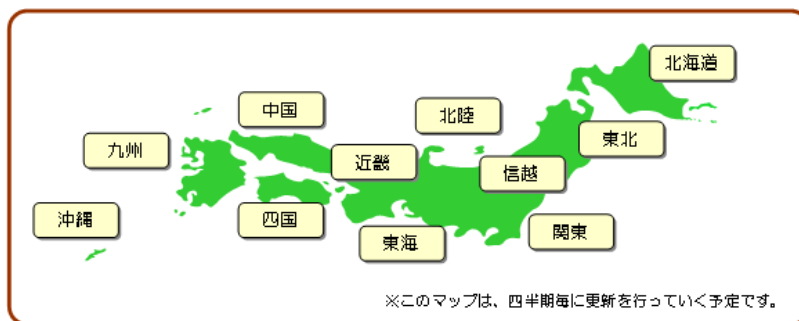 北海道
中国
北陸
東北
九州
近畿
信越
沖縄
四国
東海
関東
※このマップは、四半期毎に更新を行っていく予定です。